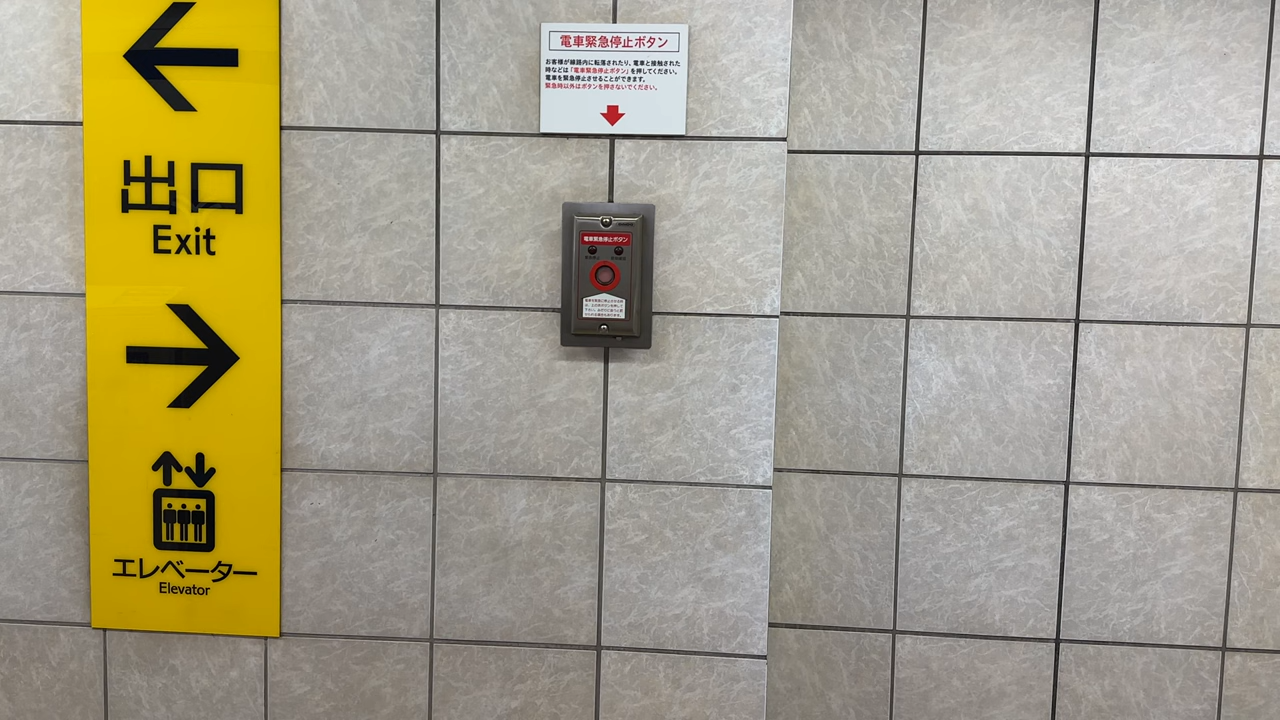 出口
Exit
エレベーター
Elevator
電車緊急停止ボタン
お客様が線路内に転落されたり、電車と接触された
時などは「電車緊急停止ボタン」を押してください。
電車を緊急停止させることができます。
緊急時以外はボタンを押さないでください。
電車緊急停止ボタン